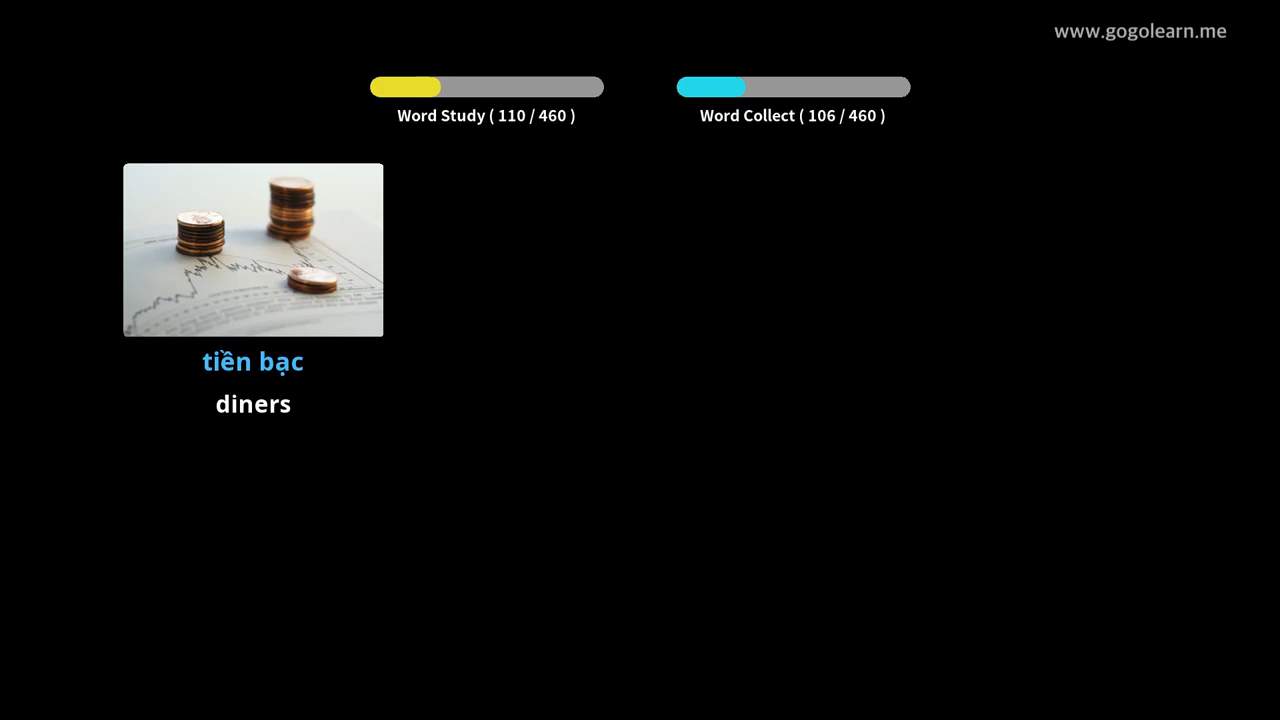 www.gogolearn.me
Word Study ( 110 / 460 )
Word Collect ( 106 / 460 )
tiền bạc
diners